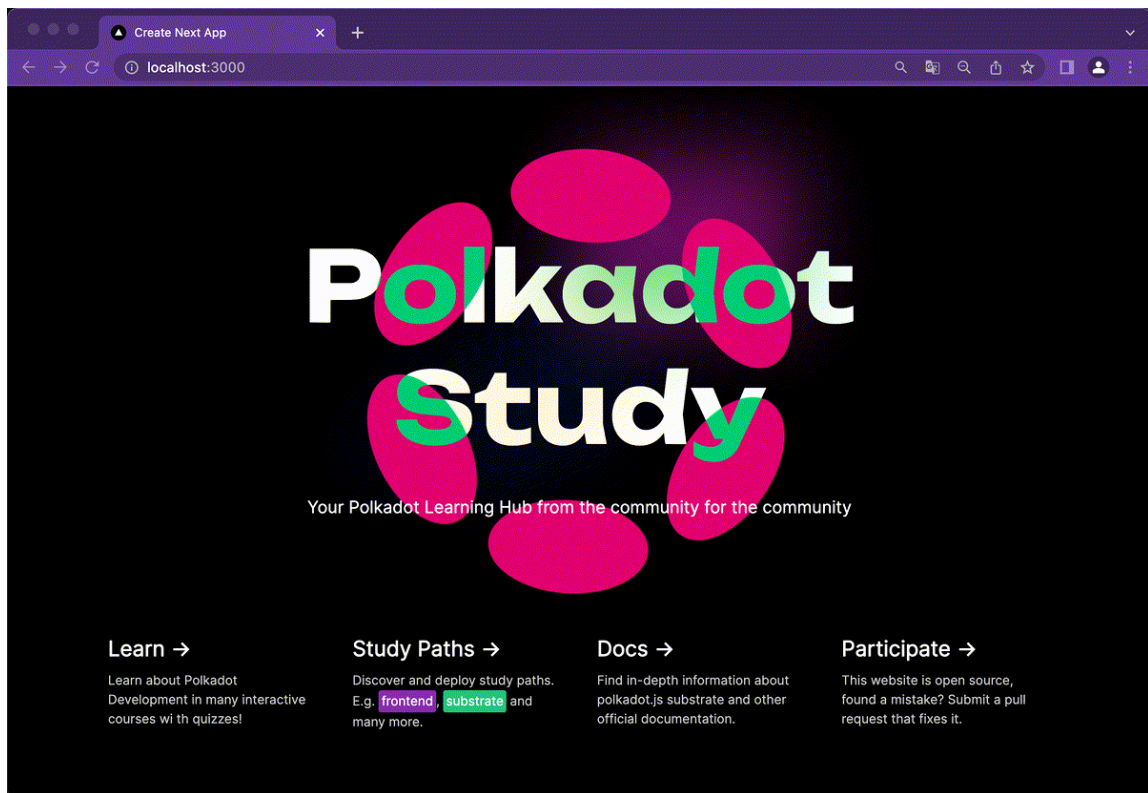 Create Next App
localhost:3000
Polkadot
Study
Your Polkadot Learning Hub from the community for the community
Learn →
Learn about Polkadot
Development in many interactive
courses wi th quizzes!
Study Paths →
Discover and deploy study paths.
E.g. frontend, substrate and
many more.
Docs →
Find in-depth information about
polkadot.js substrate and other
official documentation.
Participate →
This website is open source,
found a mistake? Submit a pull
request that fixes it.